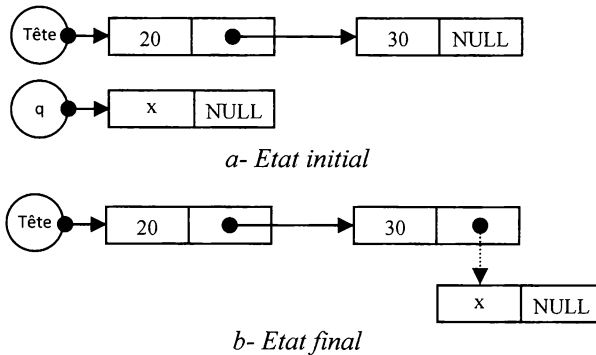 Tête 20 30 NULL
q x NULL
a- Etat initial
Tête 20 30
x NULL
b- Etat final